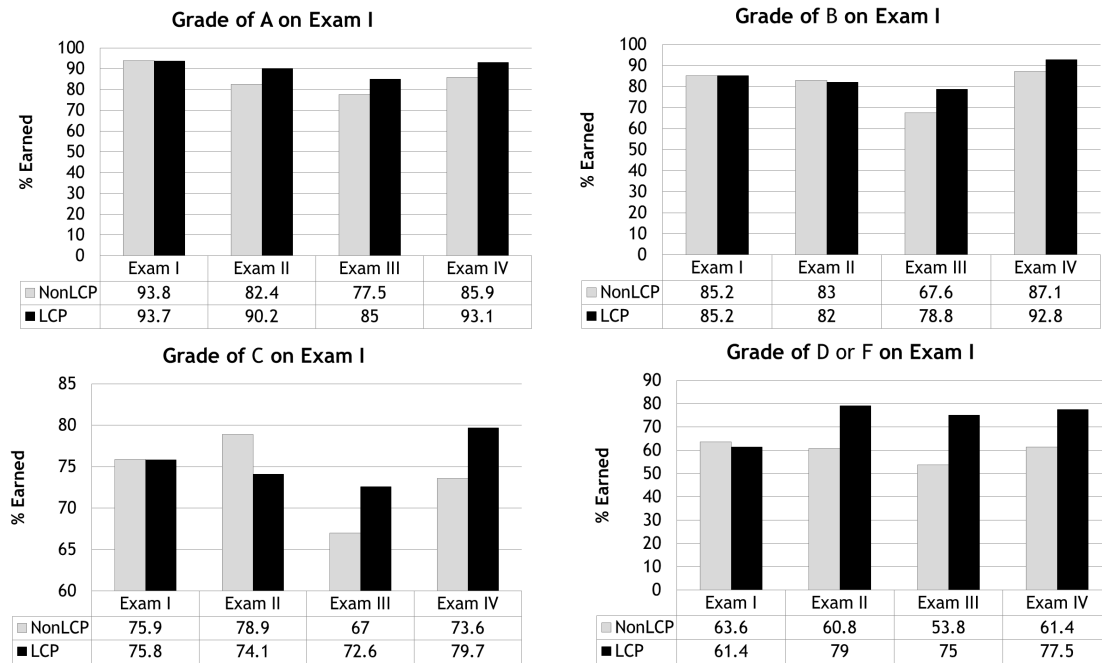 Grade of A on Exam I
100
90
80
70
60
50
40
30
20
10
0
% Earned
Exam I Exam II Exam III Exam IV
NonLCP 93.8 82.4 77.5 85.9
LCP 93.7 90.2 85 93.1
Grade of B on Exam I
100
90
80
70
60
50
40
30
20
10
0
% Earned
Exam I Exam II Exam III Exam IV
NonLCP 85.2 83 67.6 87.1
LCP 85.2 82 78.8 92.8
Grade of C on Exam I
85
80
75
70
65
60
% Earned
Exam I Exam II Exam III Exam IV
NonLCP 75.9 78.9 67 73.6
LCP 75.8 74.1 72.6 79.7
Grade of D or F on Exam I
90
80
70
60
50
40
30
20
10
0
% Earned
Exam I Exam II Exam III Exam IV
NonLCP 63.6 60.8 53.8 61.4
LCP 61.4 79 75 77.5